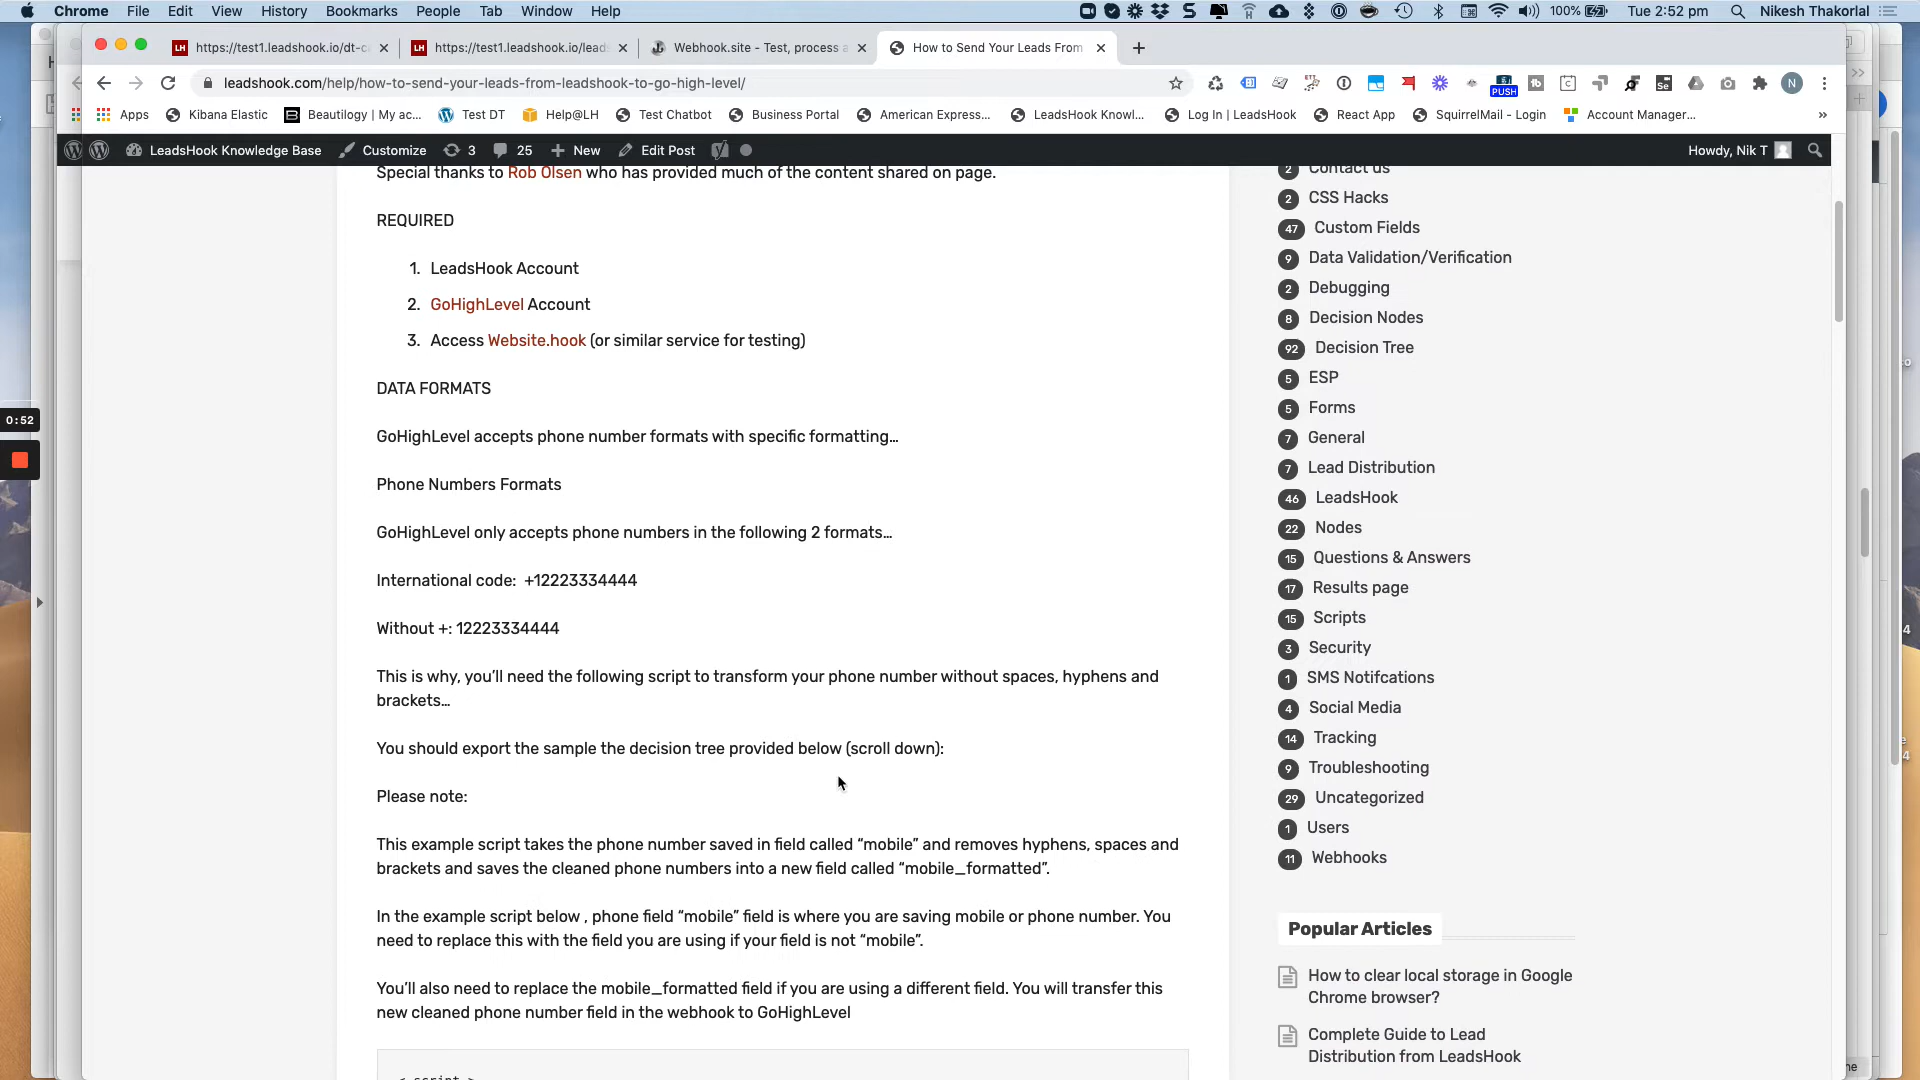 Chrome File Edit View History Bookmarks People Tab Window Help
100% Tue 2:52 pm Nikesh Thakorlal
https://test1.leadshook.io/dt-c
https://test1.leadshook.io/lead
Webhook.site - Test, process a
How to Send Your Leads From
leadshook.com/help/how-to-send-your-leads-from-leadshook-to-go-high-level/
PUSH
Apps Kibana Elastic Beautilogy | My ac... Test DT Help@LH Test Chatbot Business Portal American Express... LeadsHook Knowl... Log In | LeadsHook React App SquirrelMail - Login Account Manager...
LeadsHook Knowledge Base Customize 3 25 New Edit Post Howdy, Nik T
Special thanks to Rob Olsen who has provided much of the content shared on page.
REQUIRED
1. LeadsHook Account
2. GoHighLevel Account
3. Access Website.hook (or similar service for testing)
DATA FORMATS
GoHighLevel accepts phone number formats with specific formatting…
Phone Numbers Formats
GoHighLevel only accepts phone numbers in the following 2 formats…
International code:  +12223334444
Without +: 12223334444
This is why, you’ll need the following script to transform your phone number without spaces, hyphens and
brackets…
You should export the sample the decision tree provided below (scroll down):
Please note:
This example script takes the phone number saved in field called “mobile” and removes hyphens, spaces and
brackets and saves the cleaned phone numbers into a new field called “mobile_formatted”.
In the example script below , phone field “mobile” field is where you are saving mobile or phone number. You
need to replace this with the field you are using if your field is not “mobile”.
You’ll also need to replace the mobile_formatted field if you are using a different field. You will transfer this
new cleaned phone number field in the webhook to GoHighLevel
< script >
2 Contact us
2 CSS Hacks
47 Custom Fields
9 Data Validation/Verification
2 Debugging
8 Decision Nodes
92 Decision Tree
5 ESP
5 Forms
7 General
7 Lead Distribution
46 LeadsHook
22 Nodes
15 Questions & Answers
17 Results page
15 Scripts
3 Security
1 SMS Notifcations
4 Social Media
14 Tracking
9 Troubleshooting
29 Uncategorized
1 Users
11 Webhooks
Popular Articles
How to clear local storage in Google
Chrome browser?
Complete Guide to Lead
Distribution from LeadsHook
0:52